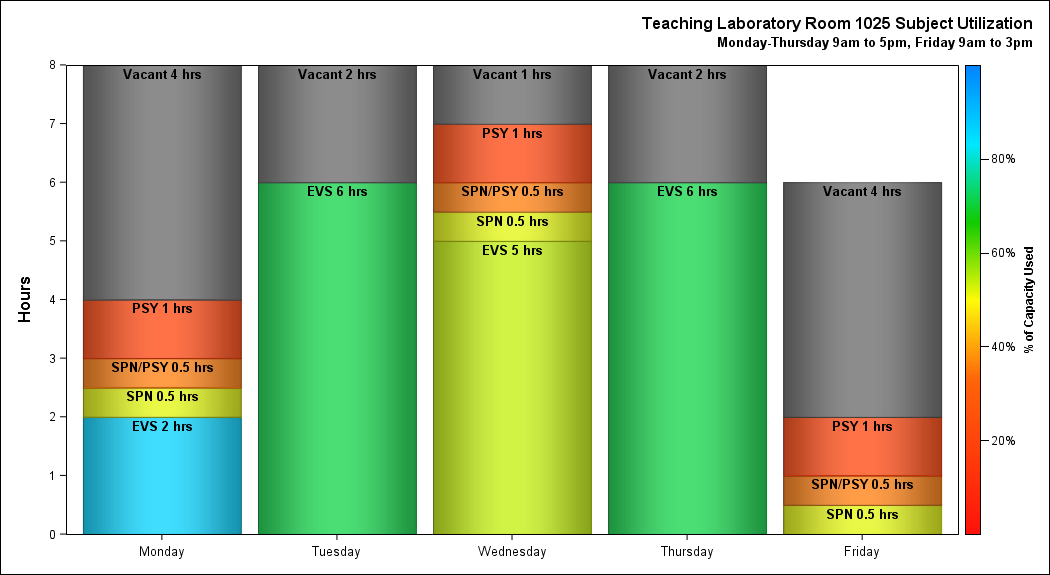 Teaching Laboratory Room 1025 Subject Utilization
Monday-Thursday 9am to 5pm, Friday 9am to 3pm
Hours
8
7
6
5
4
3
2
1
0
Vacant 4 hrs
PSY 1 hrs
SPN/PSY 0.5 hrs
SPN 0.5 hrs
EVS 2 hrs
Monday
Vacant 2 hrs
EVS 6 hrs
Tuesday
Vacant 1 hrs
PSY 1 hrs
SPN/PSY 0.5 hrs
SPN 0.5 hrs
EVS 5 hrs
Wednesday
Vacant 2 hrs
EVS 6 hrs
Thursday
Vacant 4 hrs
PSY 1 hrs
SPN/PSY 0.5 hrs
SPN 0.5 hrs
Friday
80%
60%
40%
20%
% of Capacity Used